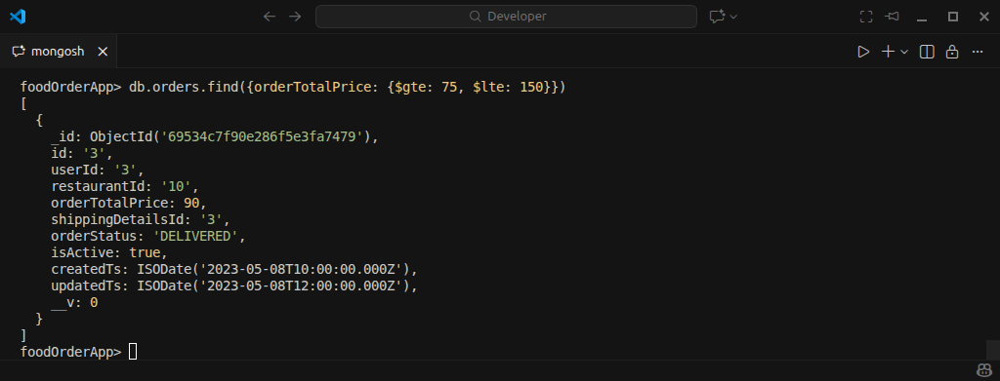 Developer
mongosh
foodOrderApp> db.orders.find({orderTotalPrice: {$gte: 75, $lte: 150}})
[
  {
    _id: ObjectId('69534c7f90e286f5e3fa7479'),
    id: '3',
    userId: '3',
    restaurantId: '10',
    orderTotalPrice: 90,
    shippingDetailsId: '3',
    orderStatus: 'DELIVERED',
    isActive: true,
    createdTs: ISODate('2023-05-08T10:00:00.000Z'),
    updatedTs: ISODate('2023-05-08T12:00:00.000Z'),
    __v: 0
  }
]
foodOrderApp>